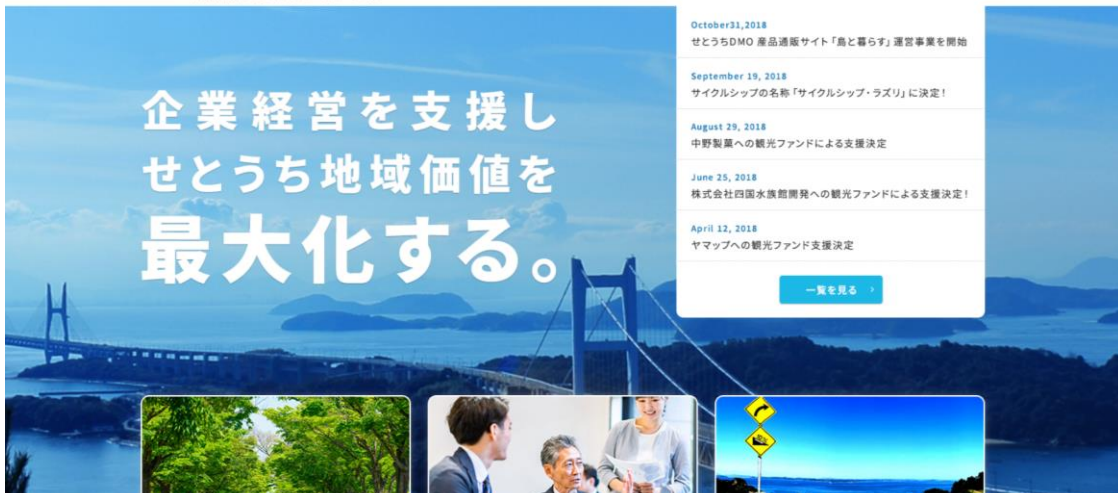 企業経営を支援し
せとうち地域価値を
最大化する。
October31,2018
せとうちDMO 産品通販サイト「島と暮らす」運営事業を開始
September 19, 2018
サイクルシップの名称「サイクルシップ・ラズリ」に決定！
August 29, 2018
中野製菓への観光ファンドによる支援決定
June 25, 2018
株式会社四国水族館開発への観光ファンドによる支援決定！
April 12, 2018
ヤマップへの観光ファンド支援決定
一覧を見る